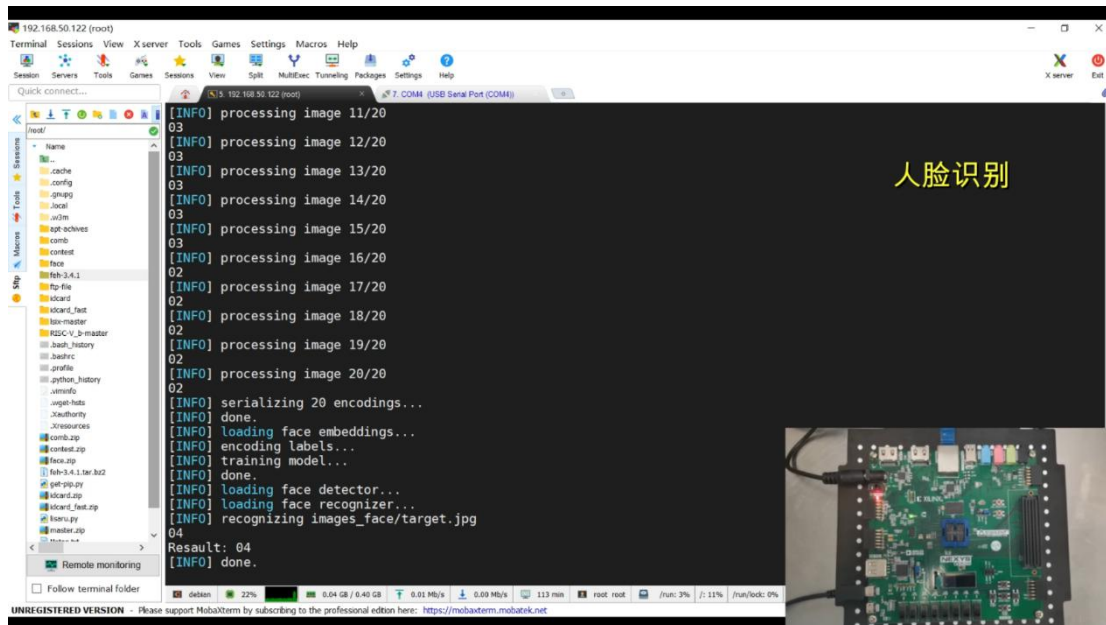 192.168.50.122 (root)
Terminal Sessions View X server Tools Games Settings Macros Help
Session Servers Tools Games Sessions View Split MultiExec Tunneling Packages Settings Help
X server Exit
Quick connect...
5. 192.168.50.122 (root)
7. COM4 (USB Serial Port (COM4))
/root/
Name
..
.cache
.config
.gnupg
.local
.w3m
apt-achives
comb
contest
face
feh-3.4.1
ftp-file
idcard
idcard_fast
lsix-master
RISC-V_b-master
.bash_history
.bashrc
.profile
.python_history
.viminfo
.wget-hsts
.Xauthority
.Xresources
comb.zip
contest.zip
face.zip
feh-3.4.1.tar.bz2
get-pip.py
idcard.zip
idcard_fast.zip
lisaru.py
master.zip
Sessions
Tools
Macros
Sftp
Remote monitoring
Follow terminal folder
[INFO] processing image 11/20
03
[INFO] processing image 12/20
03
[INFO] processing image 13/20
03
[INFO] processing image 14/20
03
[INFO] processing image 15/20
03
[INFO] processing image 16/20
02
[INFO] processing image 17/20
02
[INFO] processing image 18/20
02
[INFO] processing image 19/20
02
[INFO] processing image 20/20
02
[INFO] serializing 20 encodings...
[INFO] done.
[INFO] loading face embeddings...
[INFO] encoding labels...
[INFO] training model...
[INFO] done.
[INFO] loading face detector...
[INFO] loading face recognizer...
[INFO] recognizing images_face/target.jpg
04
Resault: 04
[INFO] done.
人脸识别
XILINX
NEXYS
debian 22% 0.04 GB / 0.40 GB 0.01 Mb/s 0.00 Mb/s 113 min root root /run: 3% /: 11% /run/lock: 0%
UNREGISTERED VERSION - Please support MobaXterm by subscribing to the professional edition here: https://mobaxterm.mobatek.net